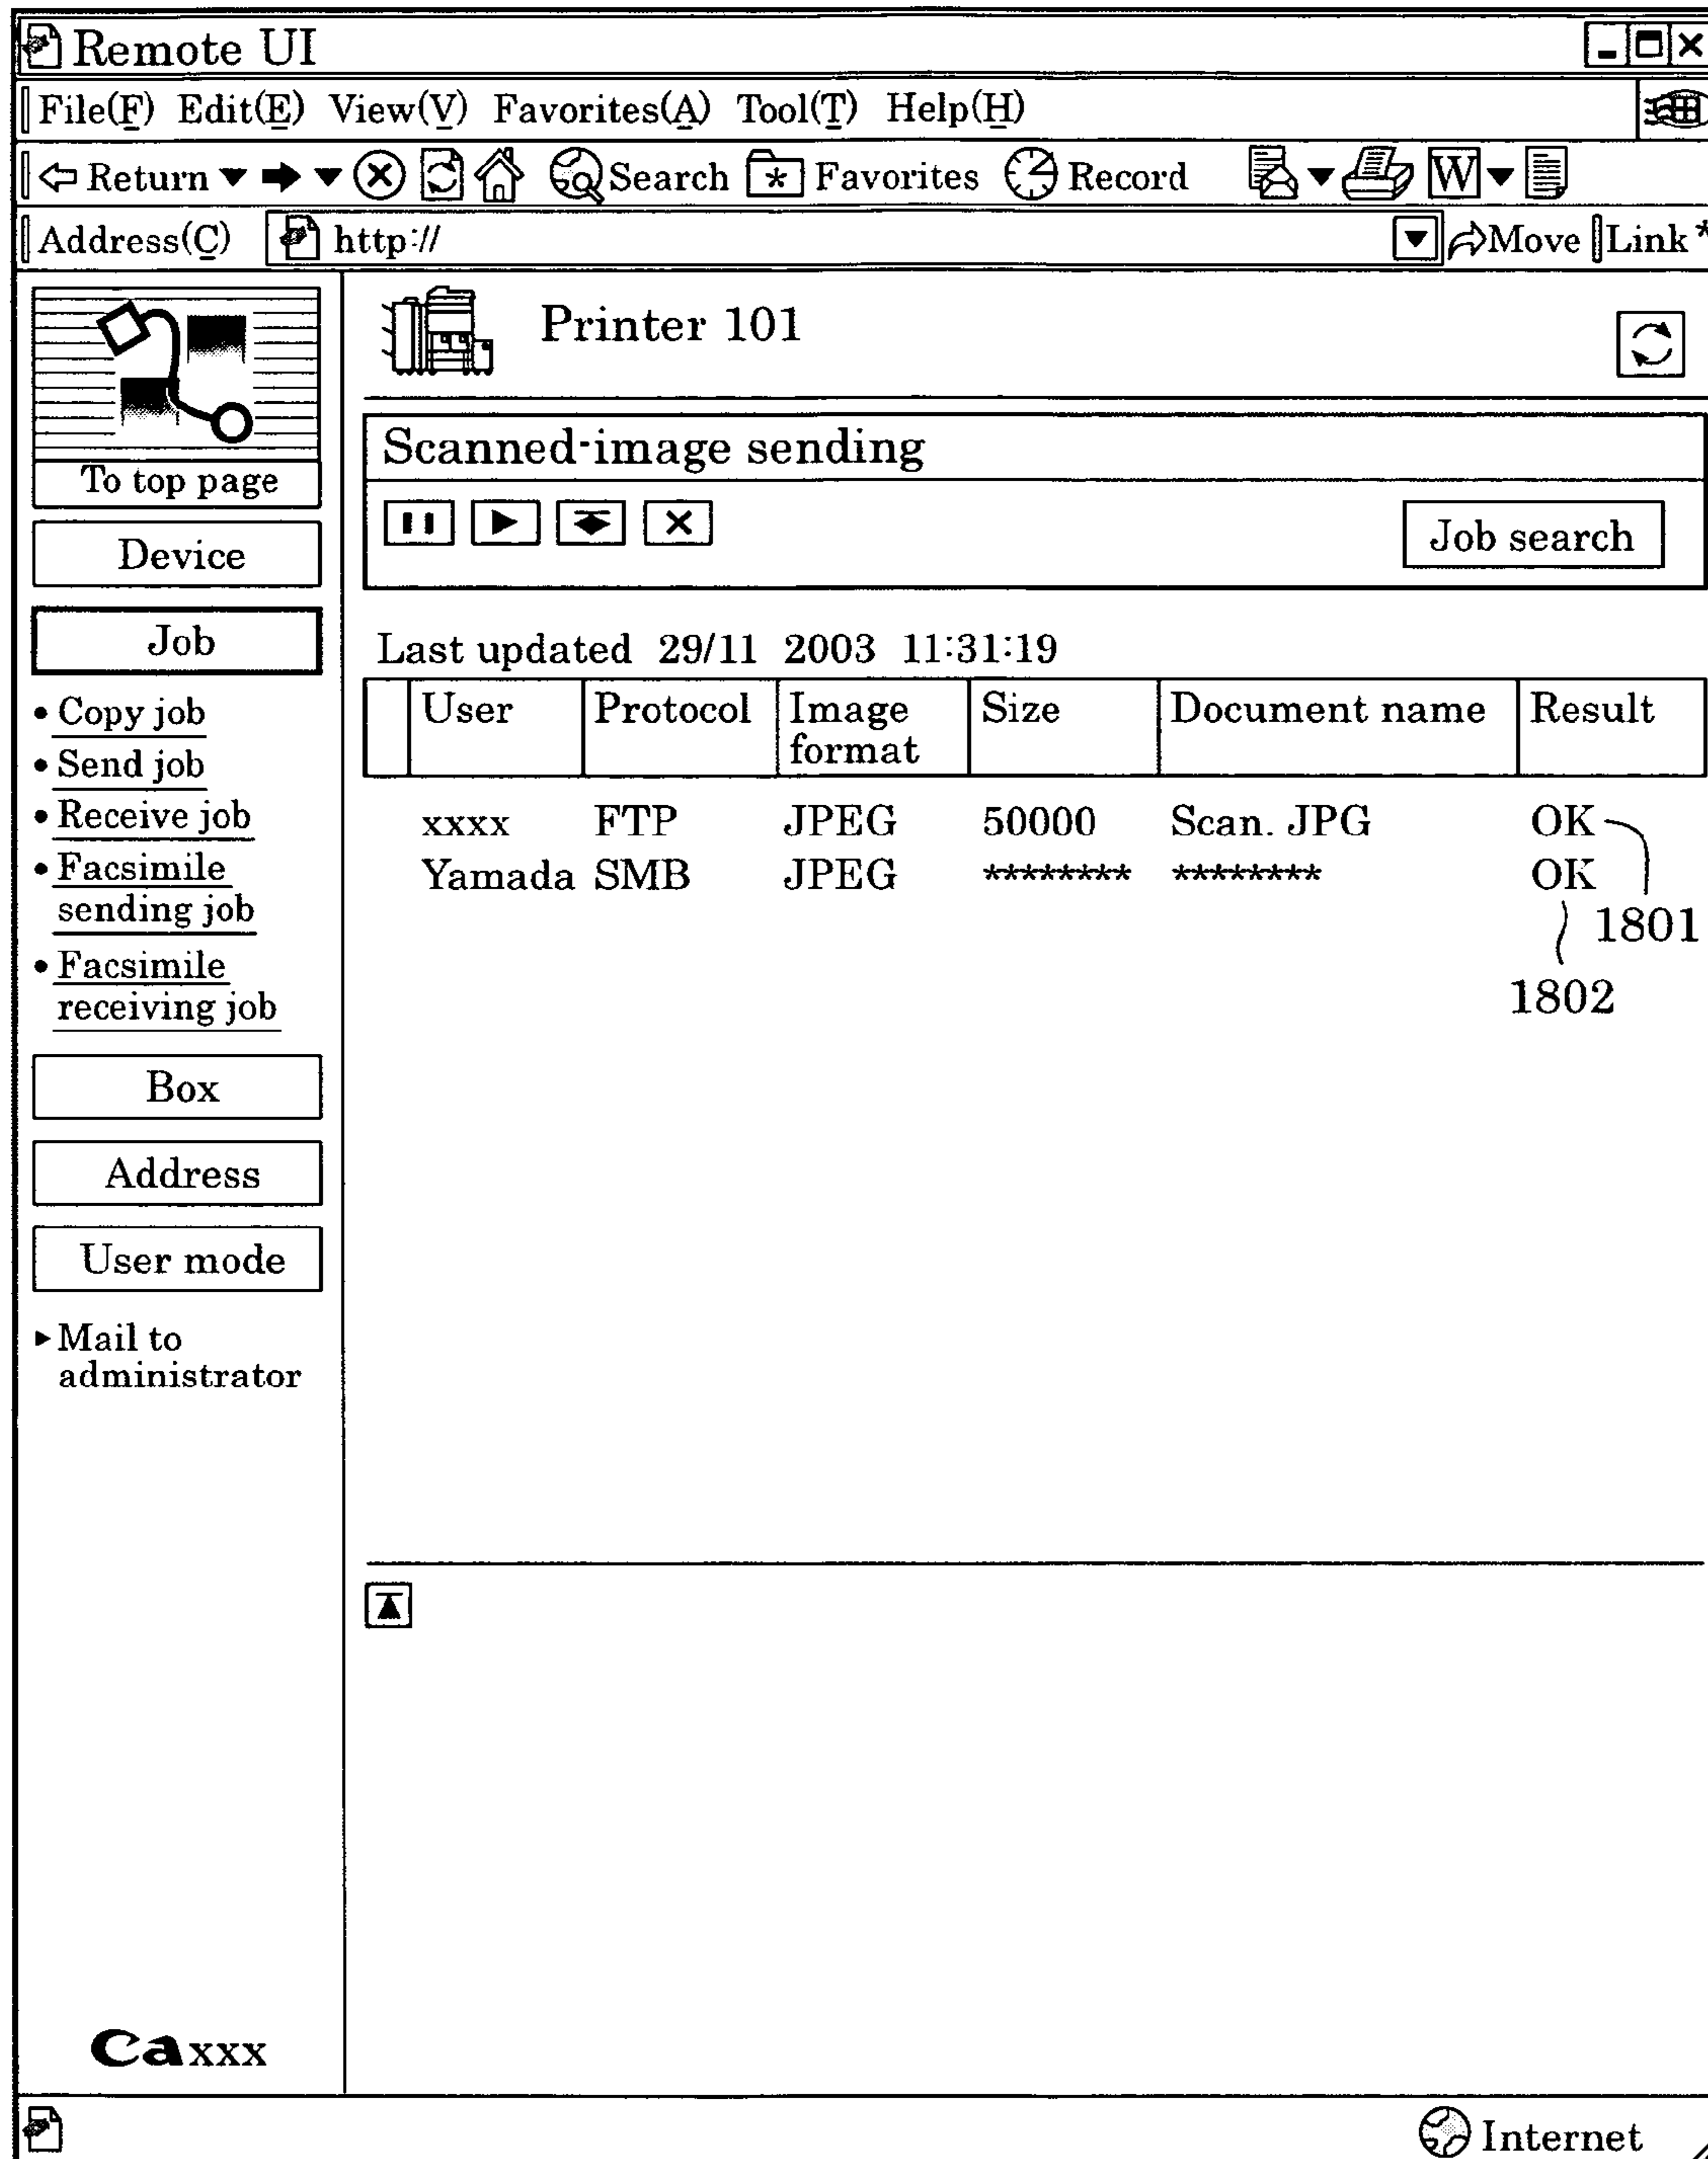 Remote UI
File(F) Edit(E) View(V) Favorites(A) Tool(T) Help(H)
Return Search Favorites Record W
Address(C) http:// Move Link
To top page
Device
Job
• Copy job
• Send job
• Receive job
• Facsimile
sending job
• Facsimile
receiving job
Box
Address
User mode
Mail to
administrator
Caxxx
Printer 101
Scanned-image sending
Job search
Last updated 29/11 2003 11:31:19
User Protocol Image format Size Document name Result
xxxx FTP JPEG 50000 Scan. JPG OK
Yamada SMB JPEG ******** ******** OK
1801
1802
Internet